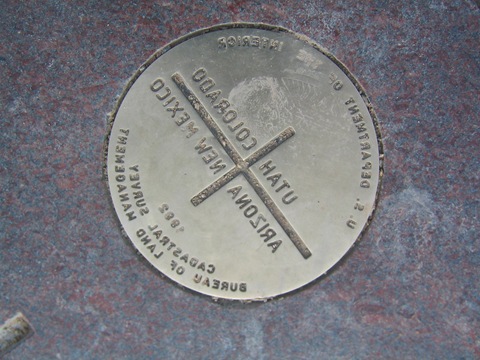 U.S. DEPARTMENT OF INTERIOR
COLORADO
NEW MEXICO
UTAH
ARIZONA
1992
CADASTRAL SURVEY
BUREAU OF LAND MANAGEMENT